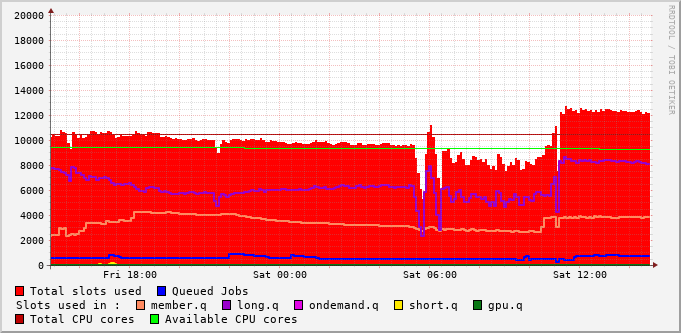 20000
18000
16000
14000
12000
10000
8000
6000
4000
2000
0
Fri 18:00 Sat 00:00 Sat 06:00 Sat 12:00
RRDTOOL / TOBI OETIKER
Total slots used Queued Jobs
Slots used in : member.q long.q ondemand.q short.q gpu.q
Total CPU cores Available CPU cores